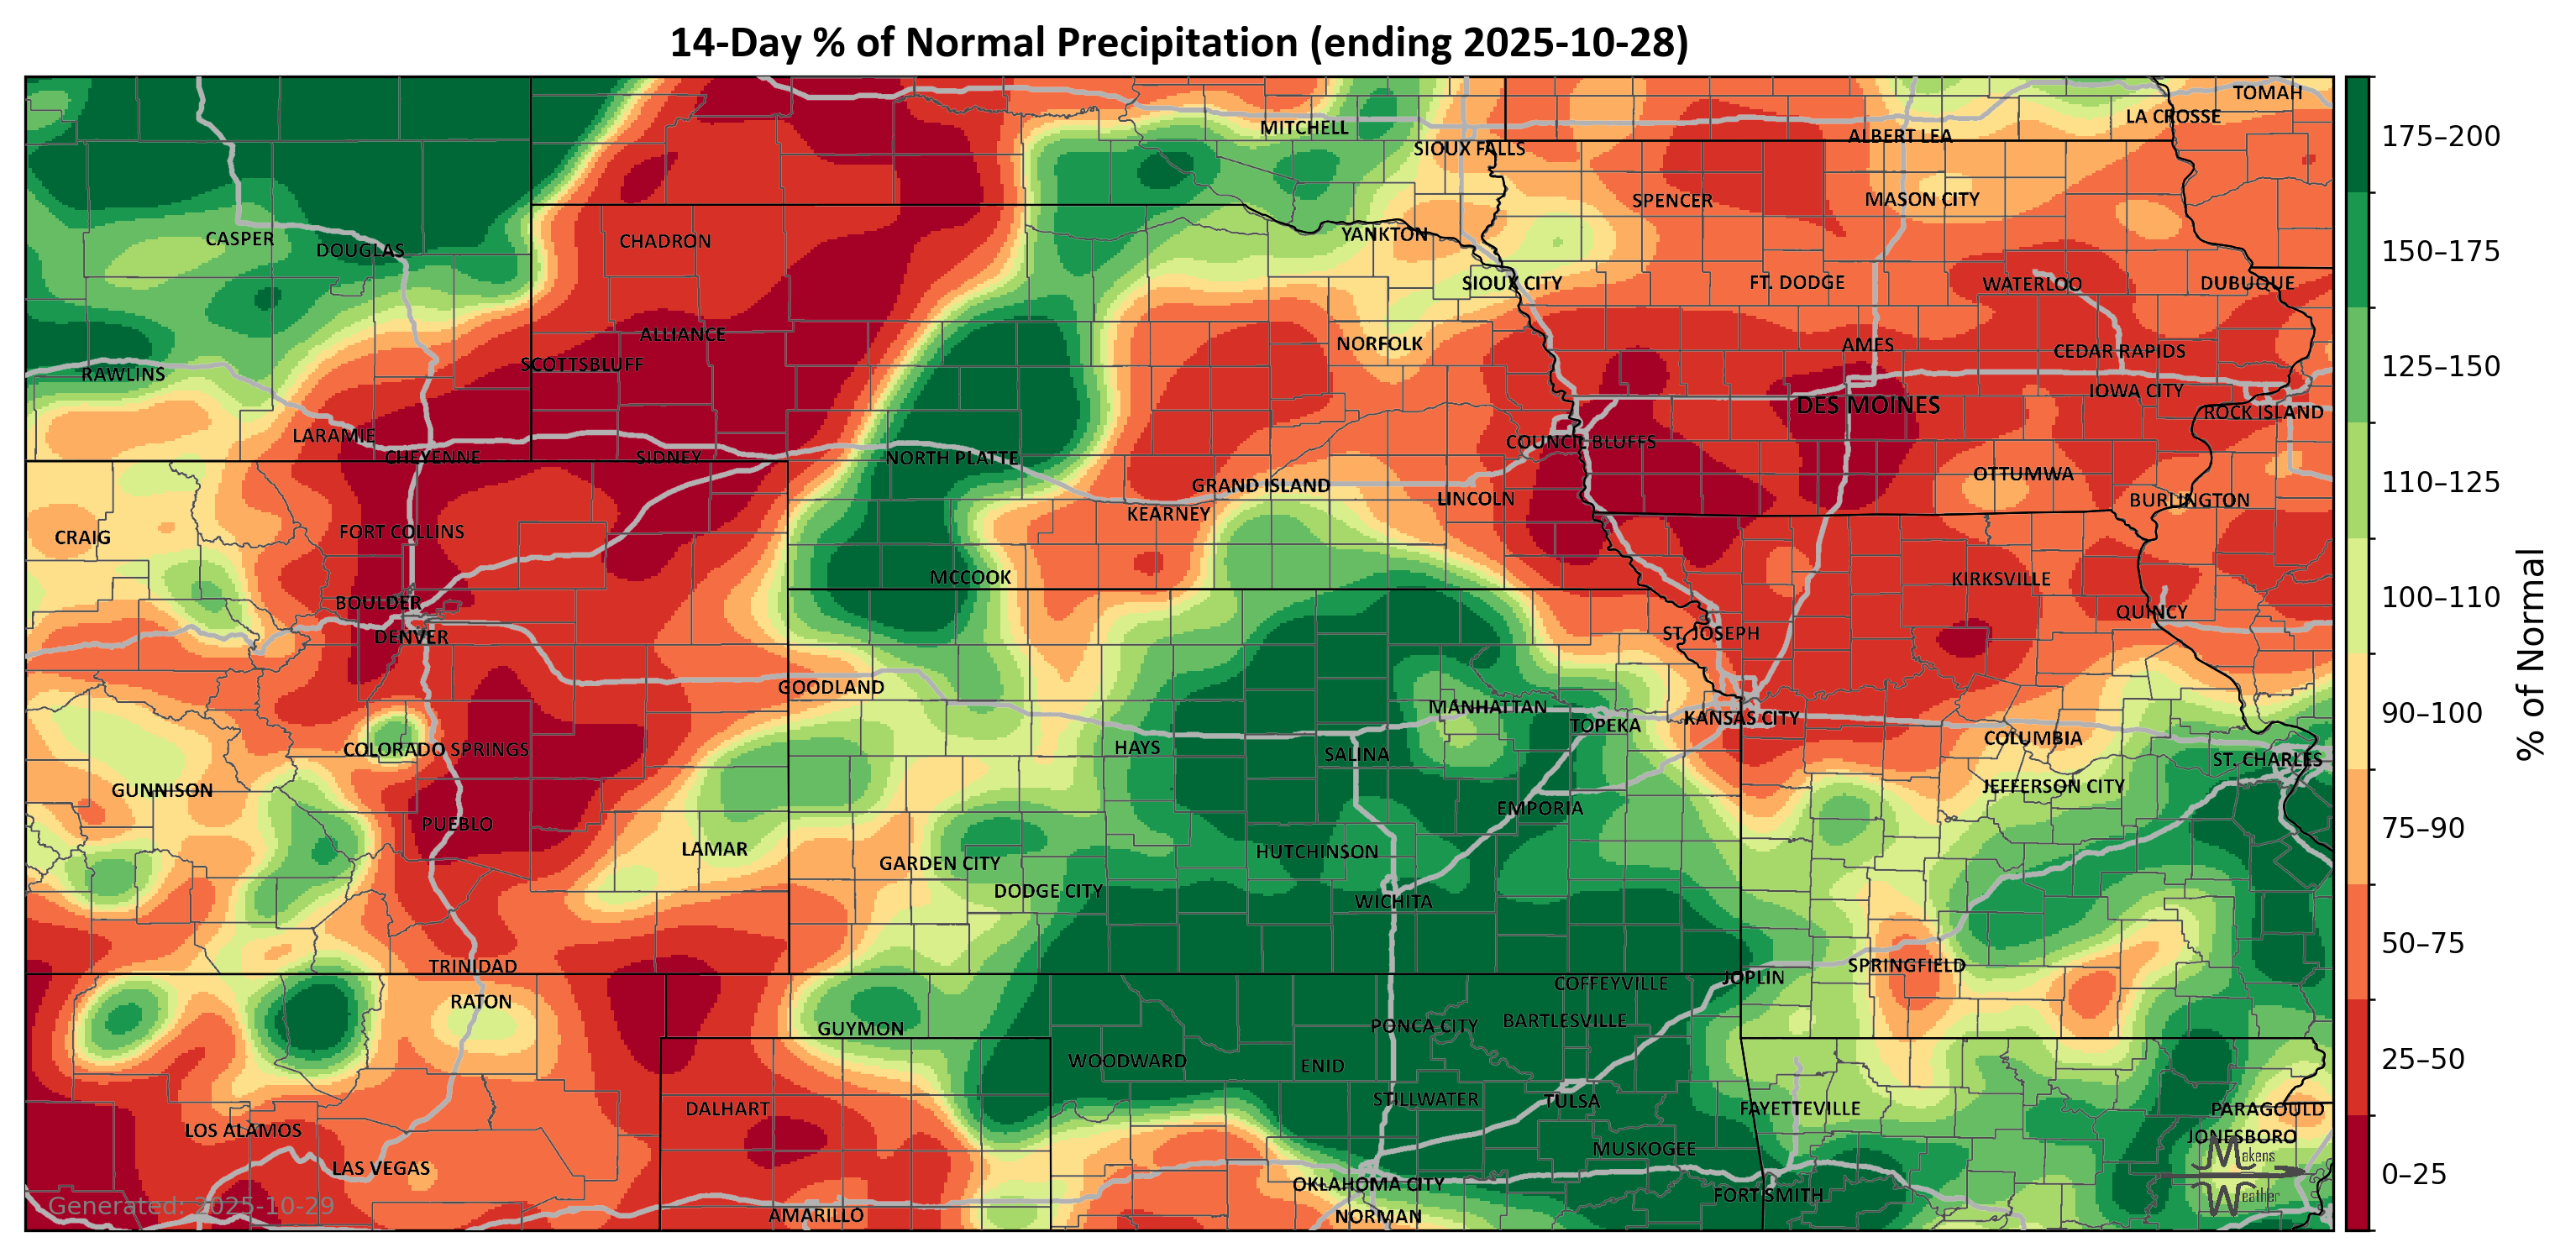 14-Day % of Normal Precipitation (ending 2025-10-28)
TOMAH
LA CROSSE
MITCHELL
ALBERT LEA
SIOUX FALLS
SPENCER
MASON CITY
CASPER
DOUGLAS
CHADRON
YANKTON
SIOUX CITY
FT. DODGE
WATERLOO
DUBUQUE
ALLIANCE
NORFOLK
AMES
CEDAR RAPIDS
SCOTTSBLUFF
RAWLINS
IOWA CITY
DES MOINES
ROCK ISLAND
LARAMIE
COUNCIL BLUFFS
CHEYENNE
SIDNEY
NORTH PLATTE
OTTUMWA
GRAND ISLAND
LINCOLN
BURLINGTON
KEARNEY
CRAIG
FORT COLLINS
MCCOOK
KIRKSVILLE
BOULDER
QUINCY
DENVER
ST. JOSEPH
GOODLAND
MANHATTAN
TOPEKA
KANSAS CITY
COLUMBIA
COLORADO SPRINGS
HAYS
SALINA
ST. CHARLES
GUNNISON
JEFFERSON CITY
EMPORIA
PUEBLO
LAMAR
HUTCHINSON
GARDEN CITY
DODGE CITY
WICHITA
TRINIDAD
SPRINGFIELD
JOPLIN
COFFEYVILLE
RATON
GUYMON
PONCA CITY
BARTLESVILLE
WOODWARD
ENID
STILLWATER
TULSA
DALHART
FAYETTEVILLE
PARAGOULD
LOS ALAMOS
JONESBORO
MUSKOGEE
LAS VEGAS
OKLAHOMA CITY
FORT SMITH
AMARILLO
NORMAN
Generated: 2025-10-29
Makens
Weather
175–200
150–175
125–150
110–125
100–110
90–100
75–90
50–75
25–50
0–25
% of Normal